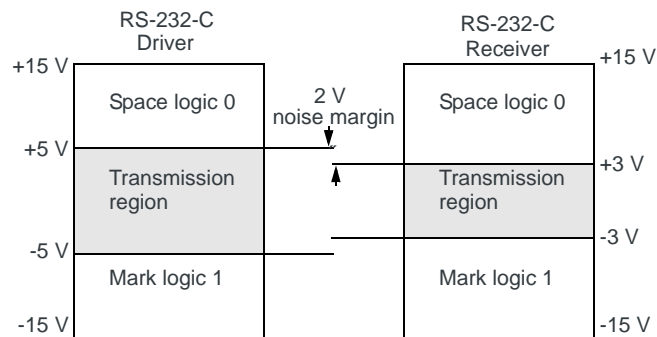 RS-232-C
Driver
RS-232-C
Receiver
+15 V
+15 V
Space logic 0
2 V
noise margin
Space logic 0
+5 V
+3 V
Transmission
region
Transmission
region
-3 V
-5 V
Mark logic 1
Mark logic 1
-15 V
-15 V